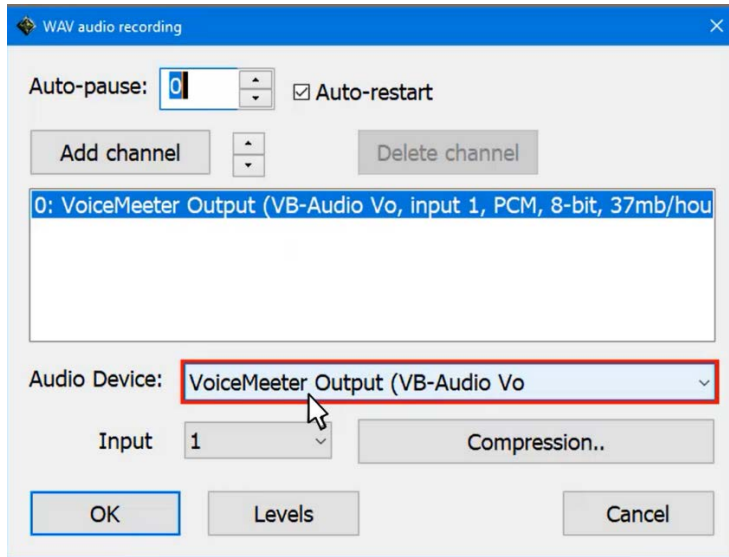 WAV audio recording
Auto-pause: 0 Auto-restart
Add channel Delete channel
0: VoiceMeeter Output (VB-Audio Vo, input 1, PCM, 8-bit, 37mb/hou
Audio Device: VoiceMeeter Output (VB-Audio Vo
Input 1 Compression..
OK Levels Cancel